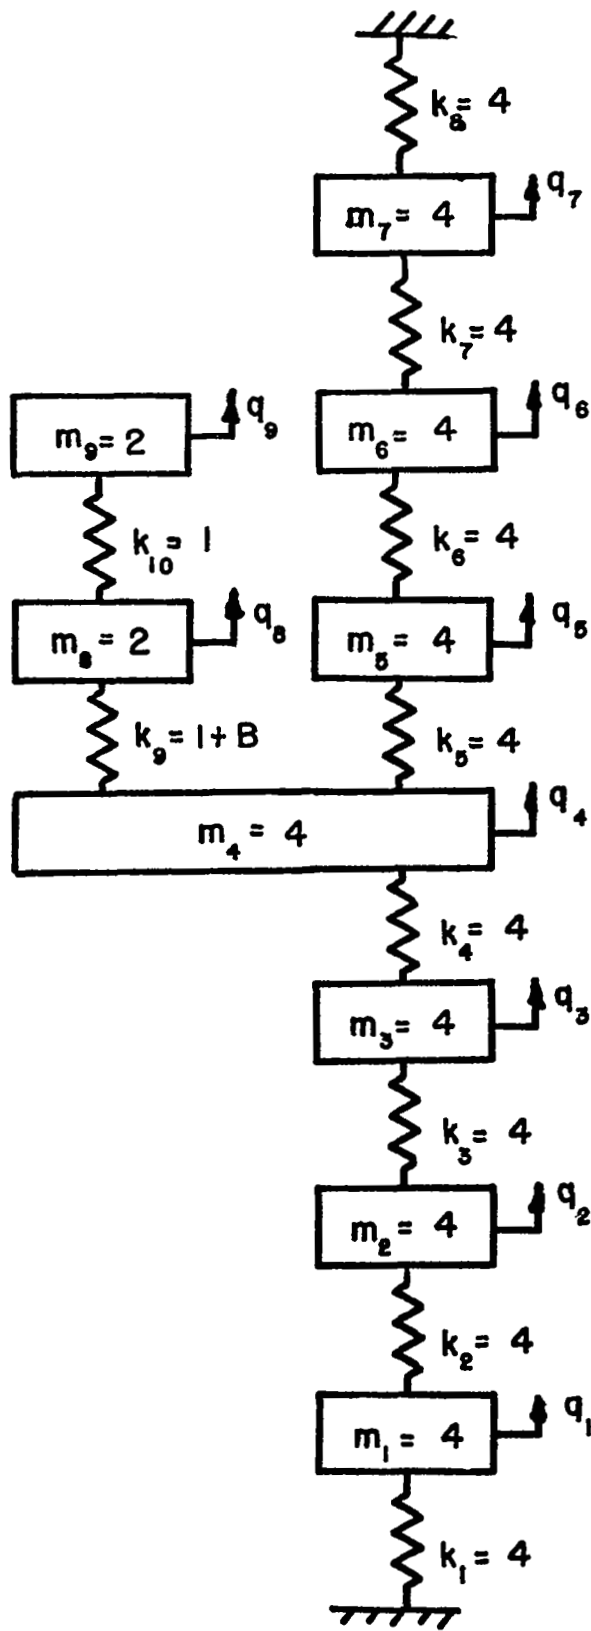 k₈= 4
m₇= 4
q₇
k₇=4
m₉=2
q₉
m₆= 4
q₆
k₁₀= 1
k₆= 4
m₈=2
q₈
m₅= 4
q₅
k₉= 1+B
k₅= 4
m₄= 4
q₄
k₄= 4
m₃= 4
q₃
k₃= 4
m₂= 4
q₂
k₂= 4
m₁= 4
q₁
k₁= 4